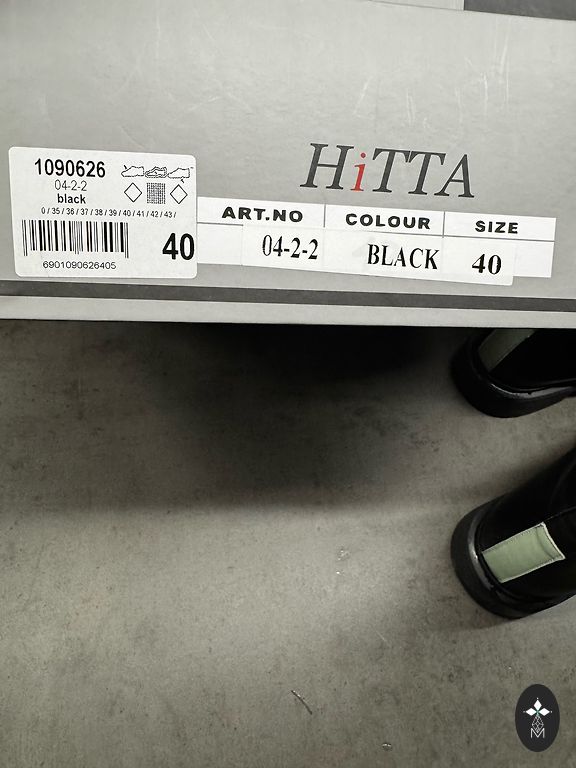 1090626
04-2-2
black
0 / 35 / 36 / 37 / 38 / 39 / 40 / 41 / 42 / 43 /
40
6901090626405
HiTTA
ART.NO COLOUR SIZE
04-2-2 BLACK 40
M